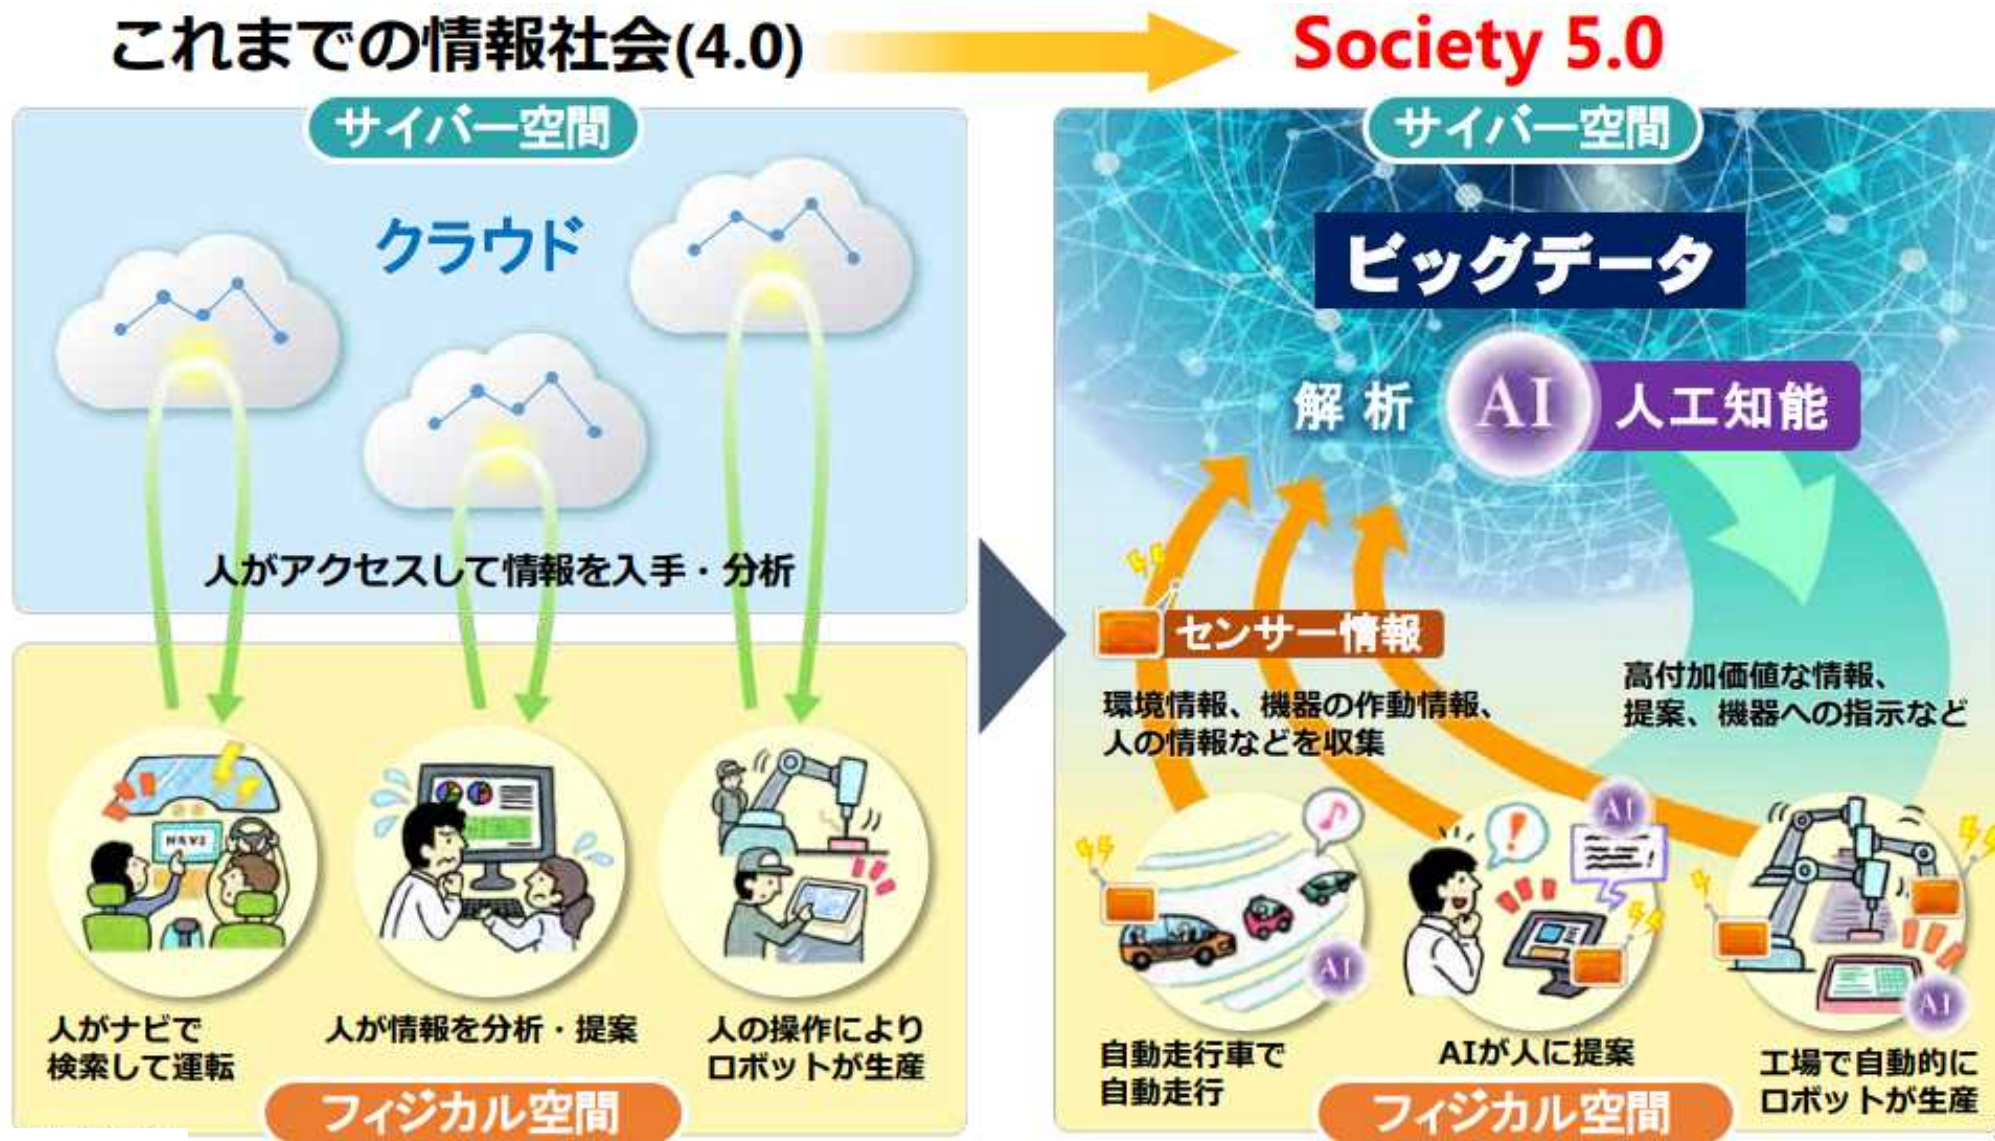 これまでの情報社会(4.0)
Society 5.0
サイバー空間
クラウド
人がアクセスして情報を入手・分析
NAVI
人がナビで
検索して運転
人が情報を分析・提案
人の操作により
ロボットが生産
フィジカル空間
サイバー空間
ビッグデータ
解析
AI
人工知能
センサー情報
環境情報、機器の作動情報、
人の情報などを収集
高付加価値な情報、
提案、機器への指示など
AI
AI
AI
自動走行車で
自動走行
AIが人に提案
工場で自動的に
ロボットが生産
フィジカル空間